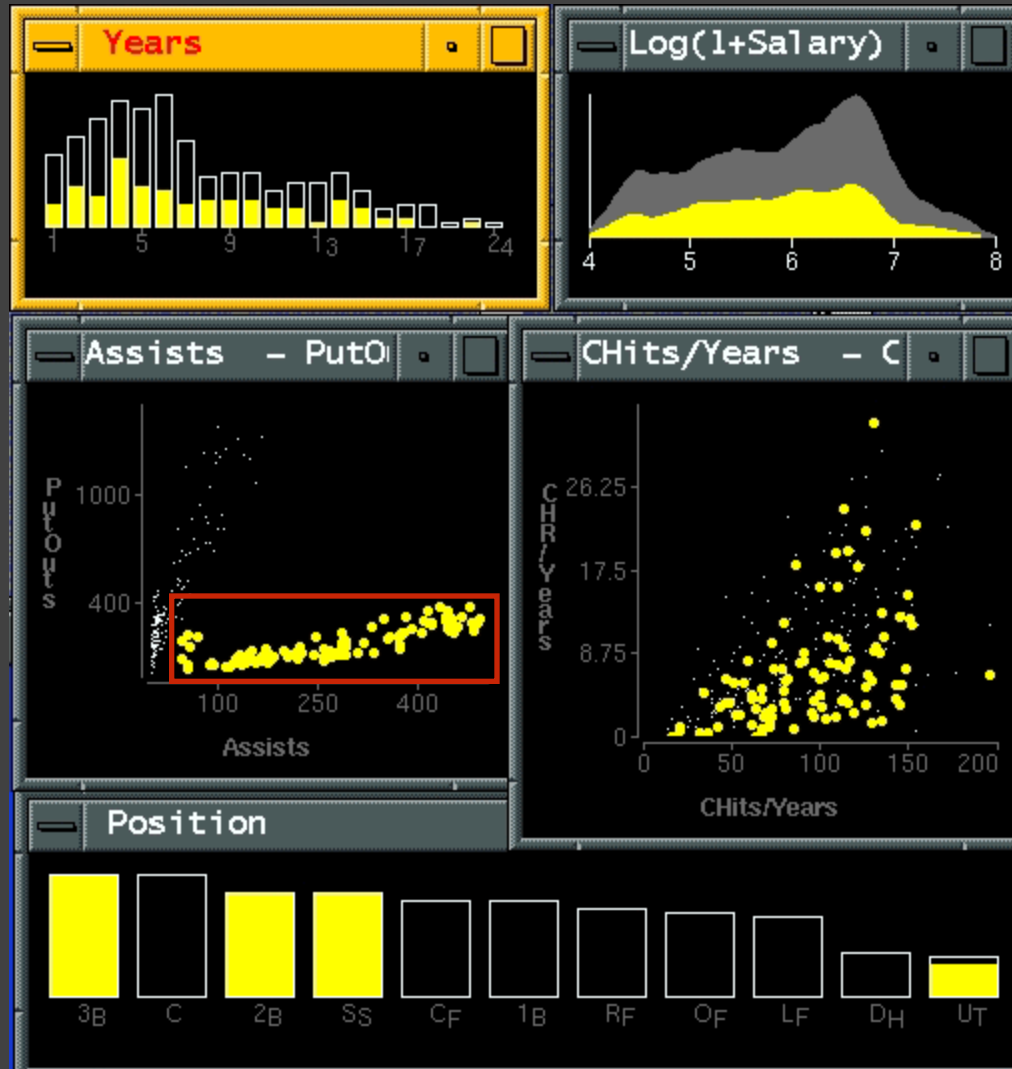 Years
1 5 9 13 17 24
Log(1+Salary)
4 5 6 7 8
Assists – PutO
PutOuts
1000
400
100 250 400
Assists
CHits/Years – C
CHR/Years
26.25
17.5
8.75
0
0 50 100 150 200
CHits/Years
Position
3B C 2B SS CF 1B RF OF LF DH UT